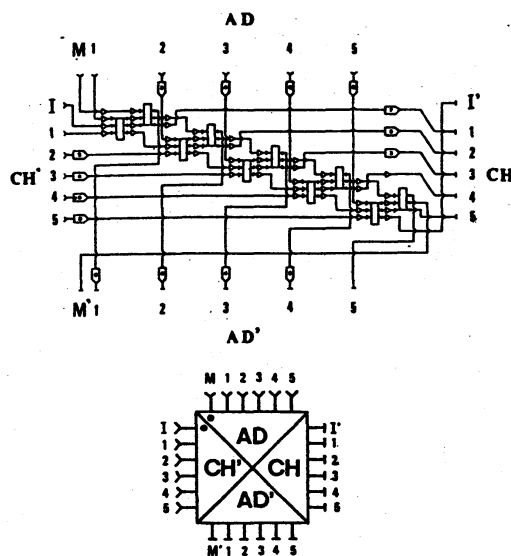 AD
M 1 2 3 4 5
I I'
1 1
2 2
CH' 3 3 CH
4 4
5 5
M' 1 2 3 4 5
AD'
M 1 2 3 4 5
I AD I'
1 1
2 CH' CH 2
3 3
4 AD' 4
5
M' 1 2 3 4 5